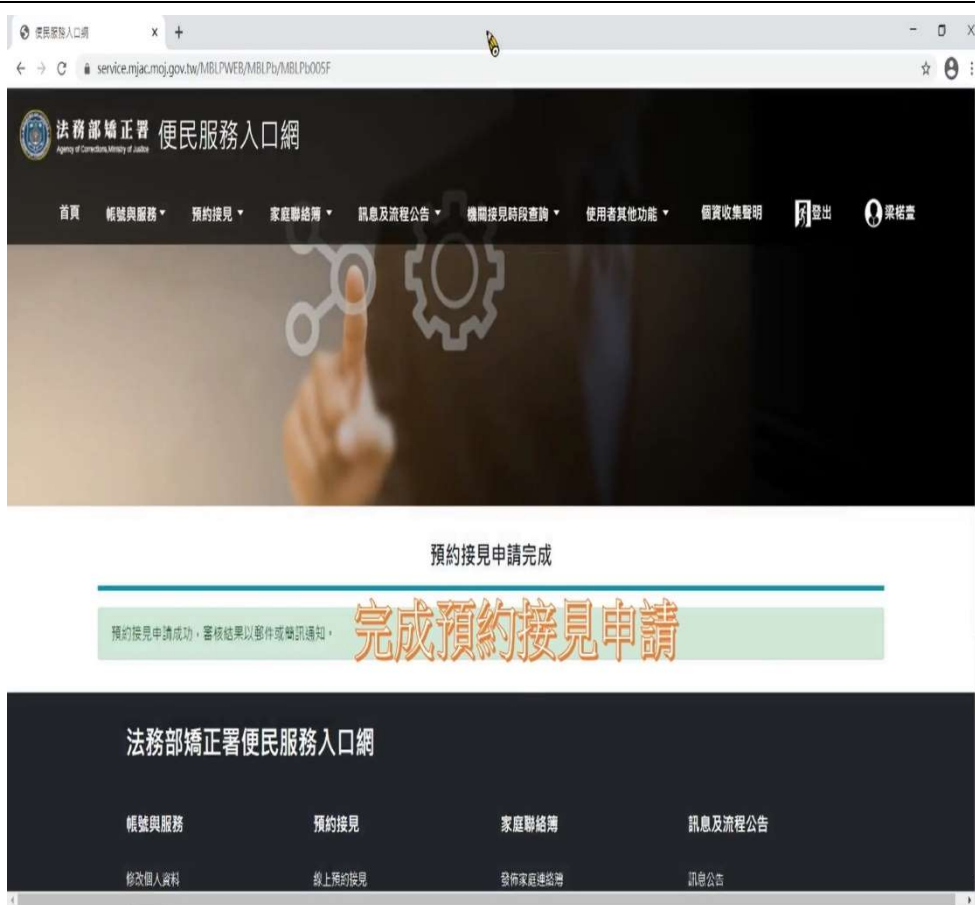 便民服務入口網
service.mjac.moj.gov.tw/MBLPWEB/MBLPb/MBLPb005F
法務部矯正署 便民服務入口網
Agency of Corrections, Ministry of Justice
首頁 帳號與服務 預約接見 家庭聯絡簿 訊息及流程公告 機關接見時段查詢 使用者其他功能 個資收集聲明 登出 梁楉壹
預約接見申請完成
預約接見申請成功，審核結果以郵件或簡訊通知。
完成預約接見申請
法務部矯正署便民服務入口網
帳號與服務 預約接見 家庭聯絡簿 訊息及流程公告
修改個人資料 線上預約接見 發佈家庭連絡簿 訊息公告